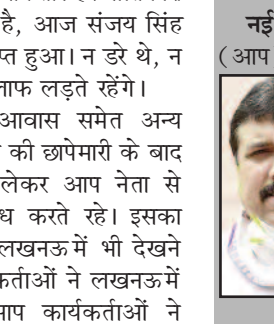 है, आज संजय सिंह
प्त हुआ। न डरे थे, न
लाफ लड़ते रहेंगे।
आवास समेत अन्य
की छापेमारी के बाद
लेकर आप नेता से
ध करते रहे। इसका
लखनऊ में भी देखने
कर्ताओं ने लखनऊ में
आप कार्यकर्ताओं ने
नई
( आप